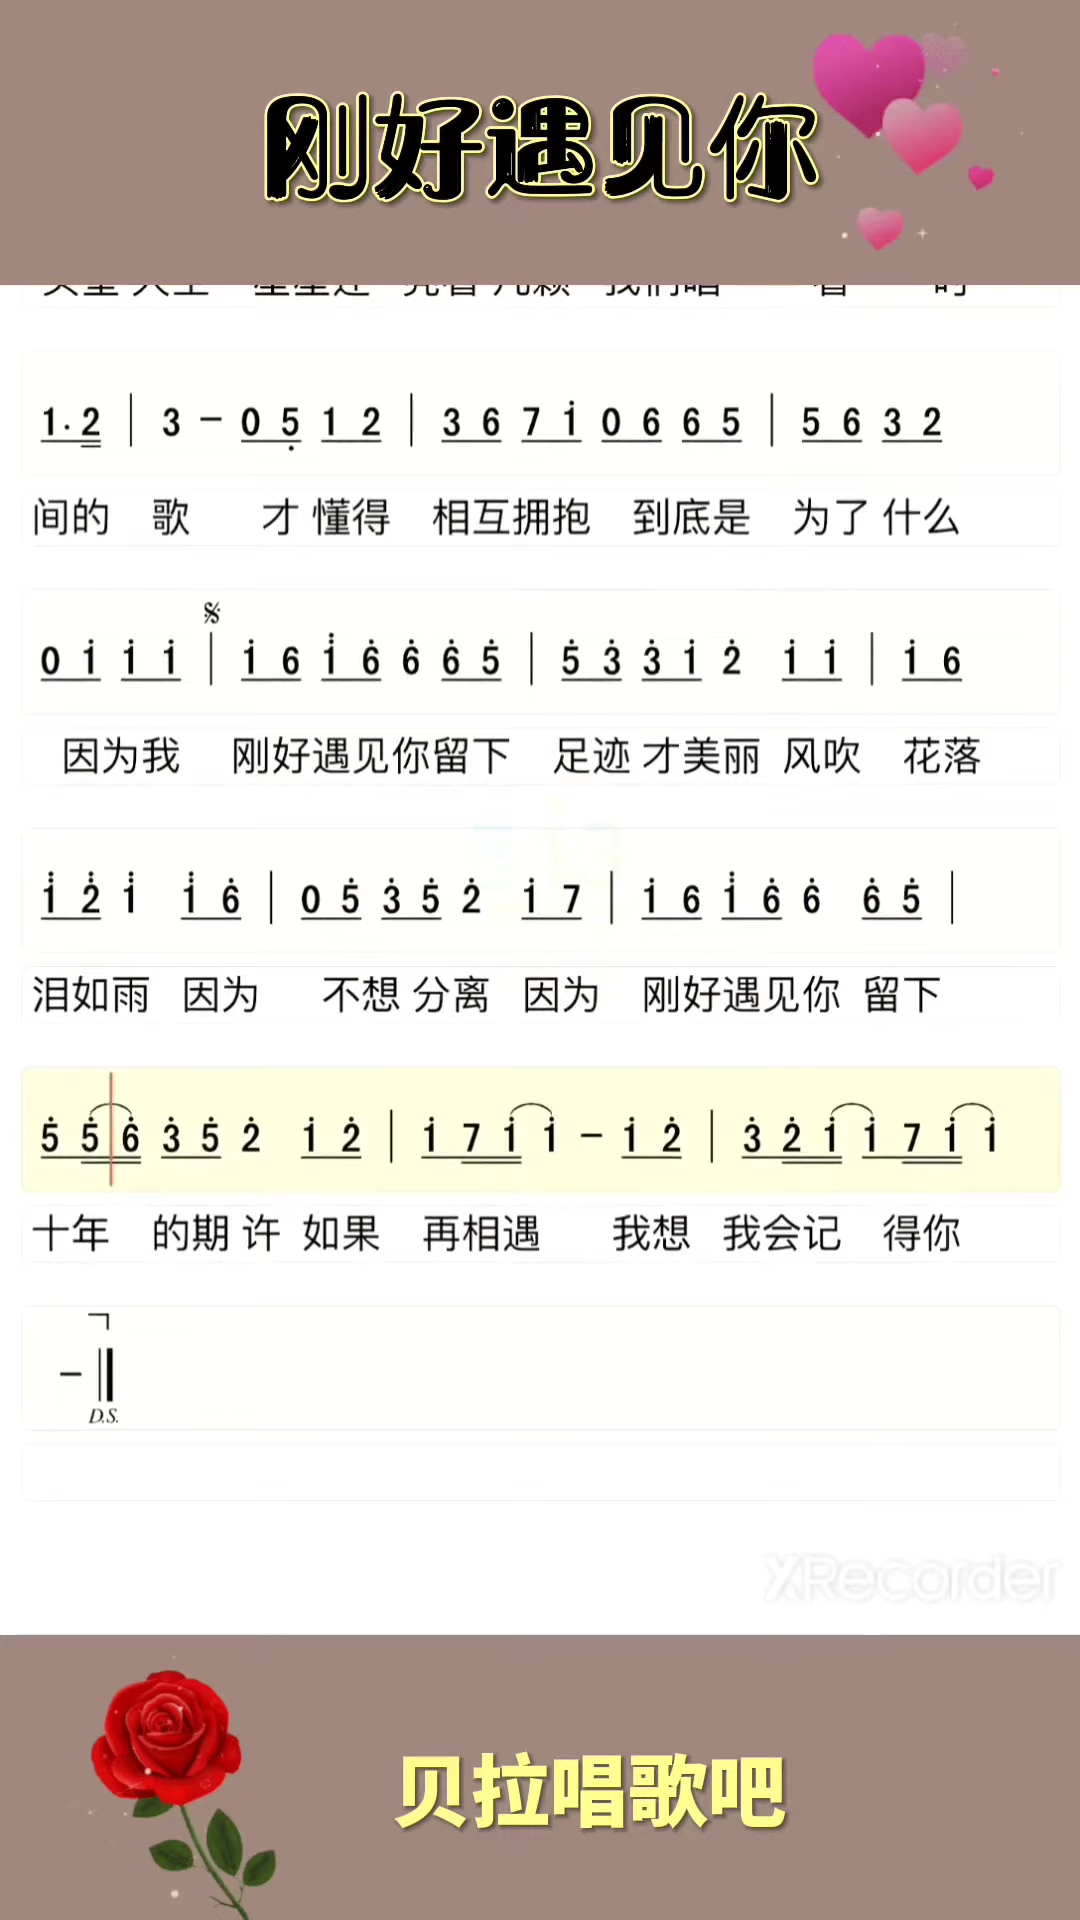 刚好遇见你
1·2 | 3 - 0 5̣ 1 2 | 3 6 7 1̇ 0 6 6 5 | 5 6 3 2
间的 歌 才 懂得 相互拥抱 到底是 为了 什么
0 1̇ 1̇ 1̇ | 1̇ 6 1̈ 6̇ 6̇ 6̇ 5̇ | 5̇ 3̇ 3̇ 1̇ 2̇ 1̇ 1̇ | 1̇ 6
因为我 刚好遇见你留下 足迹 才美丽 风吹 花落
1̈ 2̈ 1̈ 1̈ 6̇ | 0 5̇ 3̇ 5̇ 2̇ 1̇ 7 | 1̇ 6 1̈ 6̇ 6̇ 6̇ 5̇ |
泪如雨 因为 不想 分离 因为 刚好遇见你 留下
5̇ 5̇ 6̇ 3̇ 5̇ 2̇ 1̇ 2̇ | 1̇ 7 1̇ 1̇ - 1̇ 2̇ | 3̇ 2̇ 1̇ 1̇ 7 1̇ 1̇
十年 的期 许 如果 再相遇 我想 我会记 得你
- ‖
D.S.
XRecorder
贝拉唱歌吧